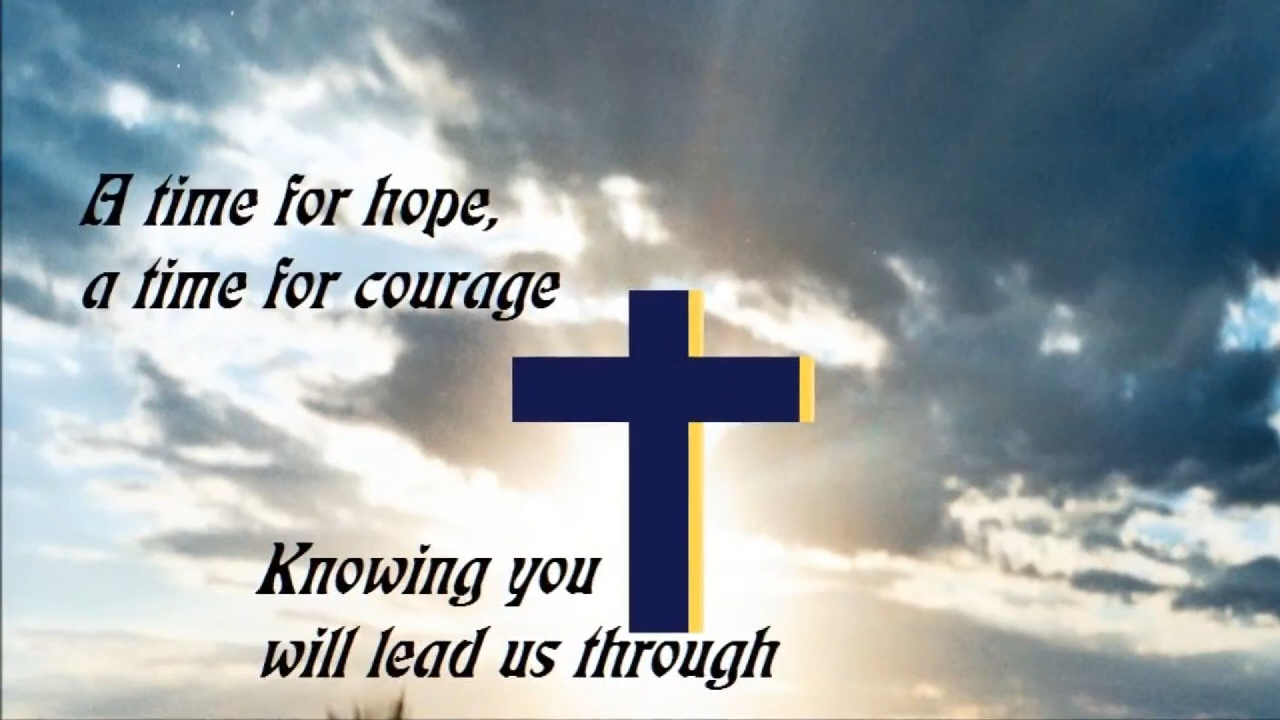 A time for hope,
a time for courage
Knowing you
will lead us through